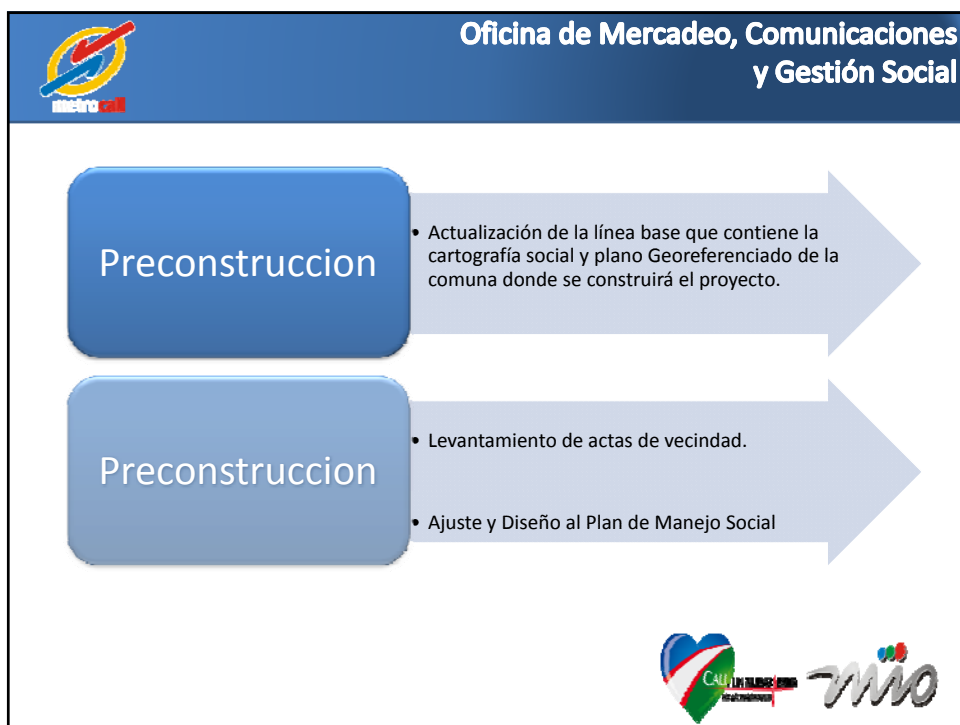 Oficina de Mercadeo, Comunicaciones
y Gestión Social
metrocali
Preconstruccion
• Actualización de la línea base que contiene la
cartografía social y plano Georeferenciado de la
comuna donde se construirá el proyecto.
Preconstruccion
• Levantamiento de actas de vecindad.
• Ajuste y Diseño al Plan de Manejo Social
CALI
mio